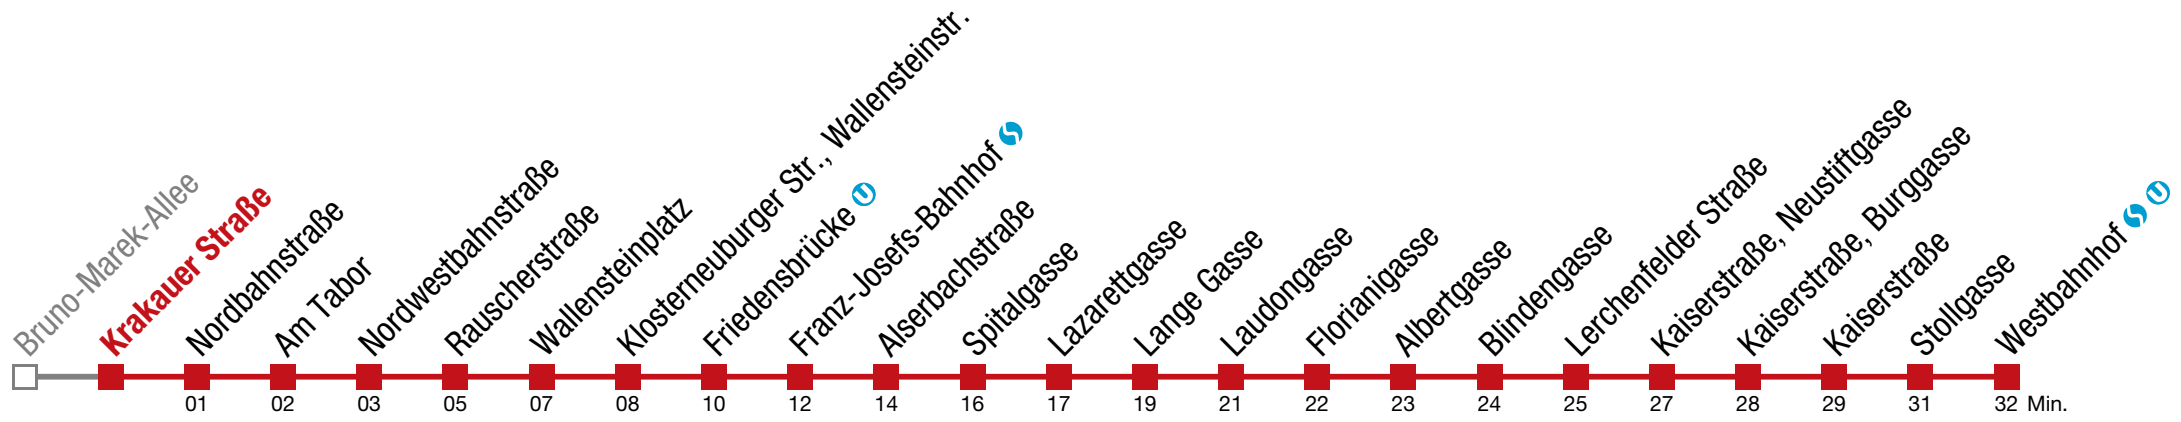 Bruno-Marek-Allee
Krakauer Straße
Nordbahnstraße
Am Tabor
Nordwestbahnstraße
Rauscherstraße
Wallensteinplatz
Klosterneuburger Str., Wallensteinstr.
Friedensbrücke U
Franz-Josefs-Bahnhof S
Alserbachstraße
Spitalgasse
Lazarettgasse
Lange Gasse
Laudongasse
Florianigasse
Albertgasse
Blindengasse
Lerchenfelder Straße
Kaiserstraße, Neustiftgasse
Kaiserstraße, Burggasse
Kaiserstraße
Stollgasse
Westbahnhof S U
01 02 03 05 07 08 10 12 14 16 17 19 21 22 23 24 25 27 28 29 31 32 Min.